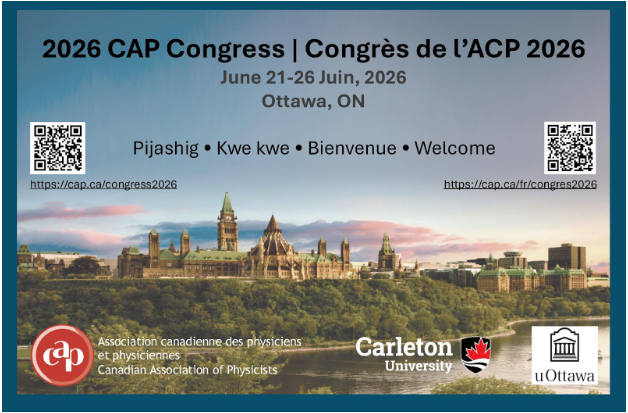 2026 CAP Congress | Congrès de l’ACP 2026
June 21-26 Juin, 2026
Ottawa, ON
Pijashig • Kwe kwe • Bienvenue • Welcome
https://cap.ca/congress2026
https://cap.ca/fr/congres2026
cap
Association canadienne des physiciens
et physiciennes
Canadian Association of Physicists
Carleton
University
uOttawa